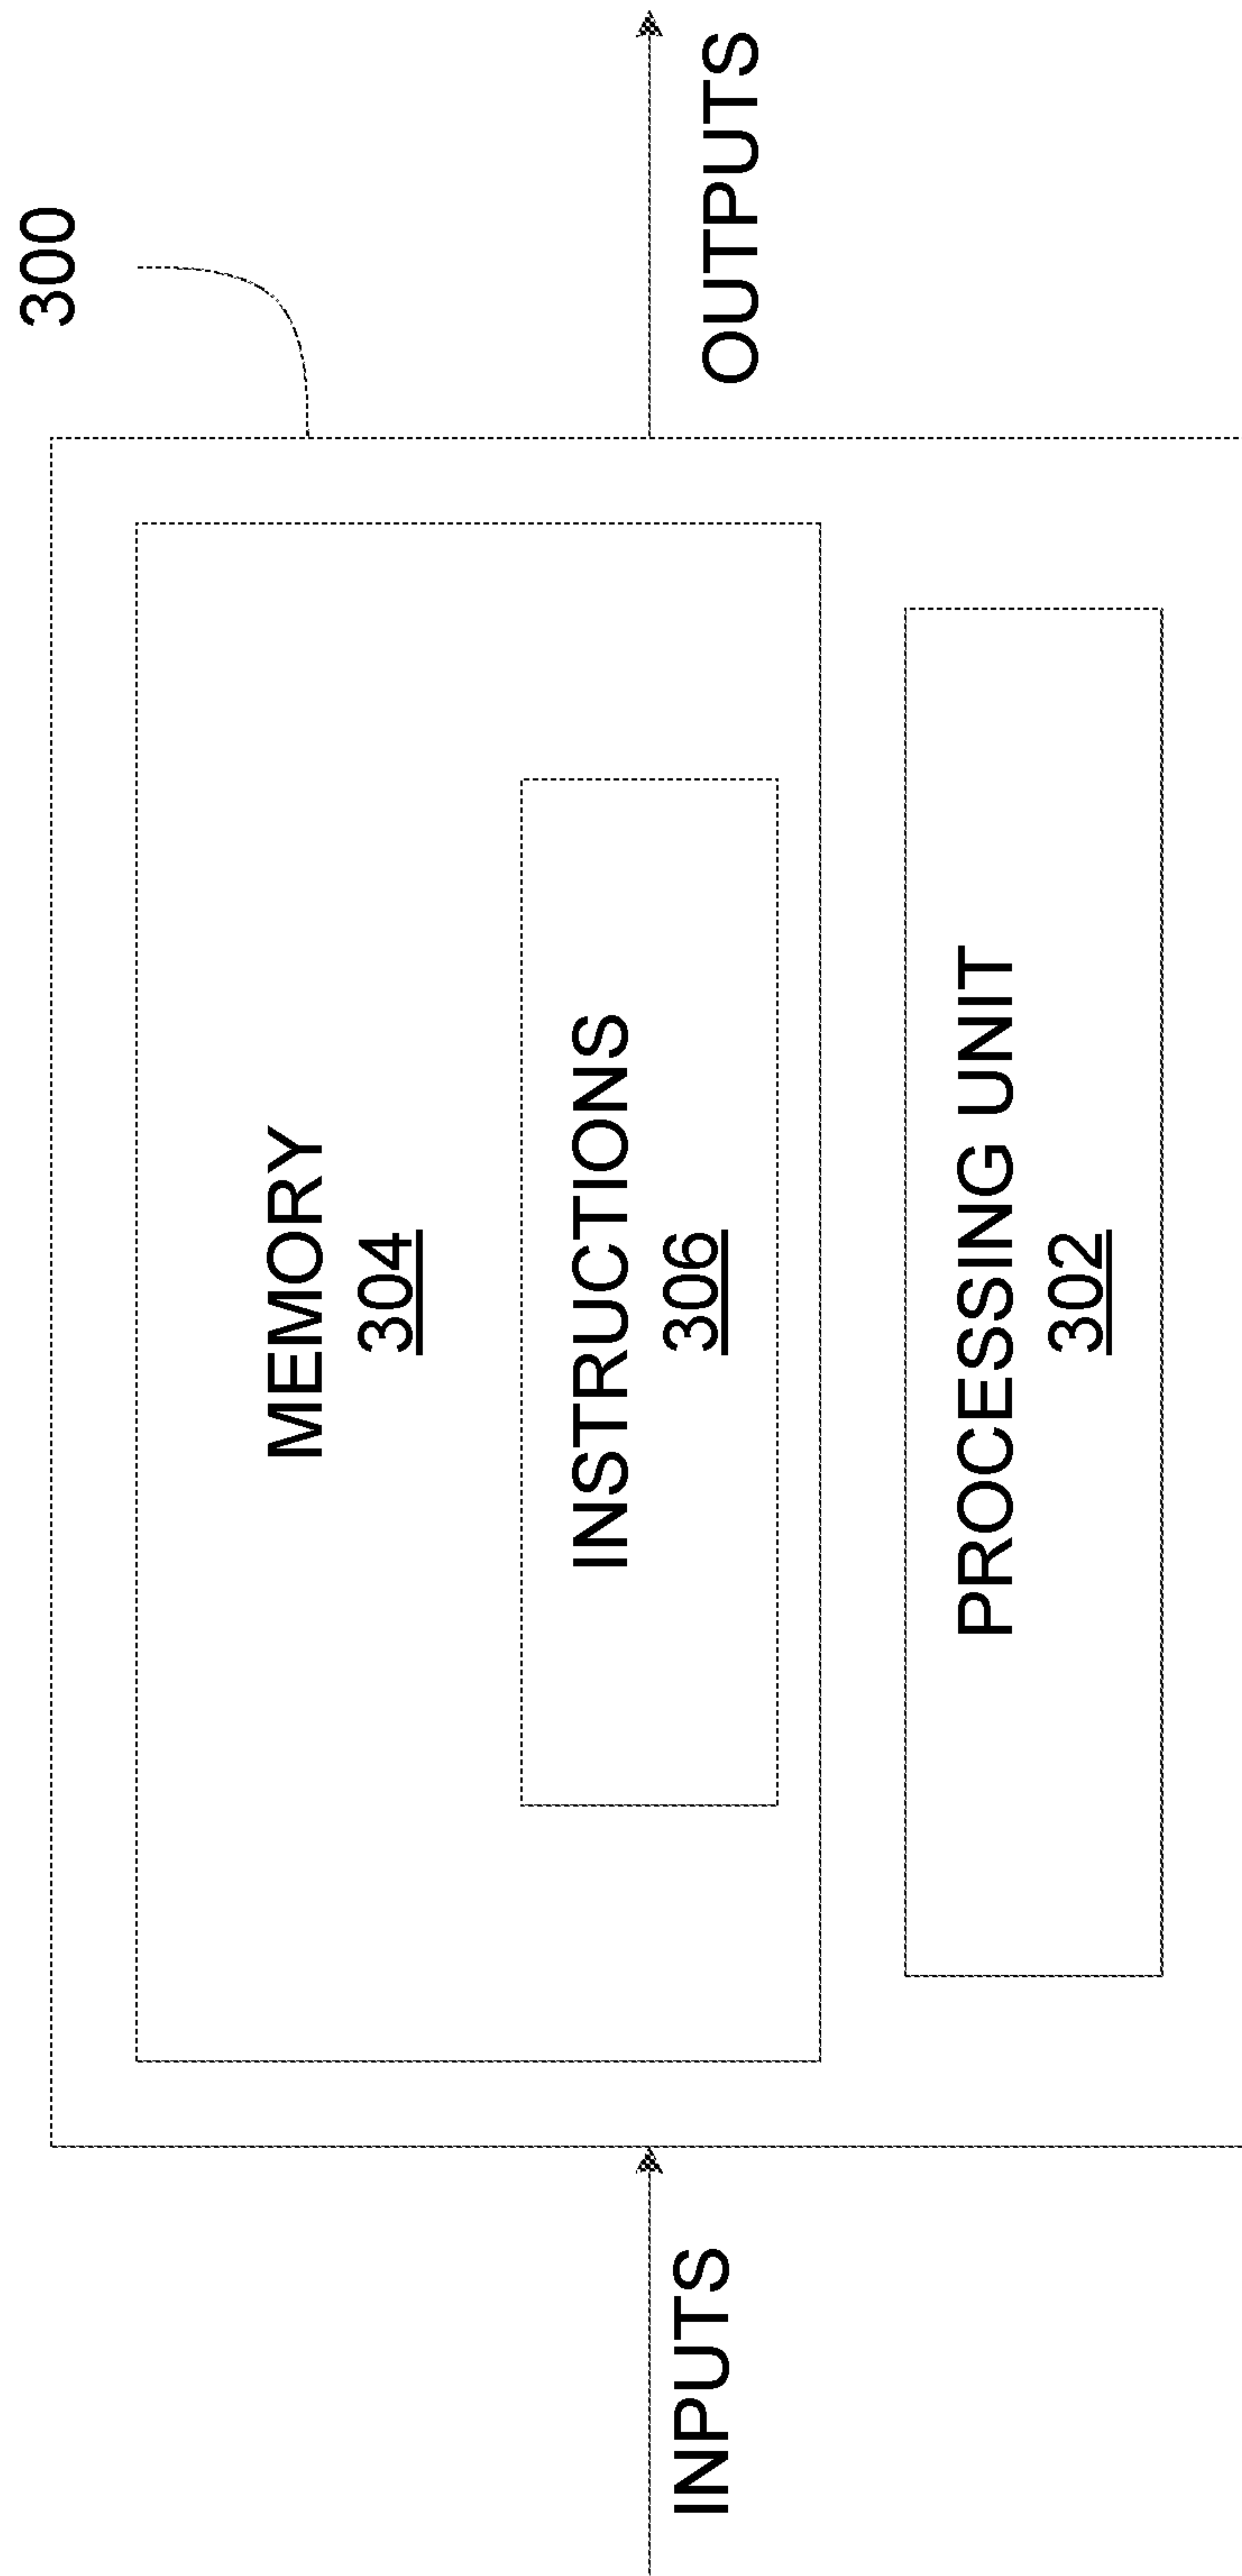 300
MEMORY
304
INSTRUCTIONS
306
INPUTS
OUTPUTS
PROCESSING UNIT
302